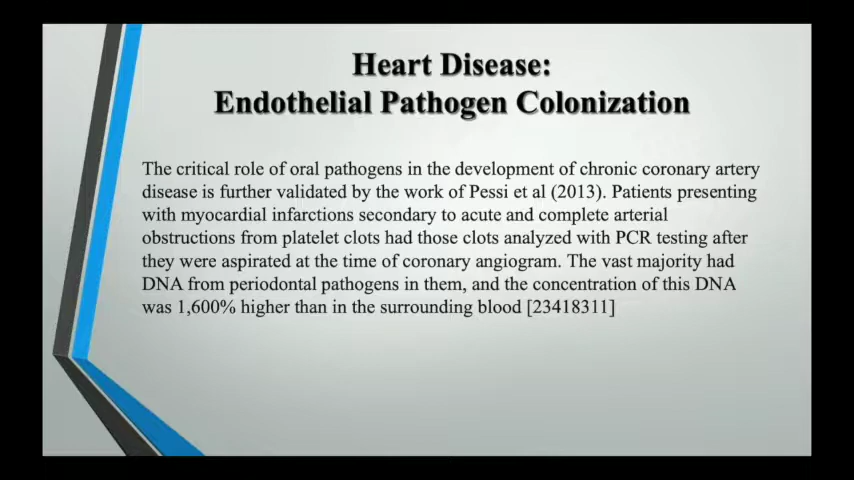 Heart Disease:
Endothelial Pathogen Colonization
The critical role of oral pathogens in the development of chronic coronary artery
disease is further validated by the work of Pessi et al (2013). Patients presenting
with myocardial infarctions secondary to acute and complete arterial
obstructions from platelet clots had those clots analyzed with PCR testing after
they were aspirated at the time of coronary angiogram. The vast majority had
DNA from periodontal pathogens in them, and the concentration of this DNA
was 1,600% higher than in the surrounding blood [23418311]